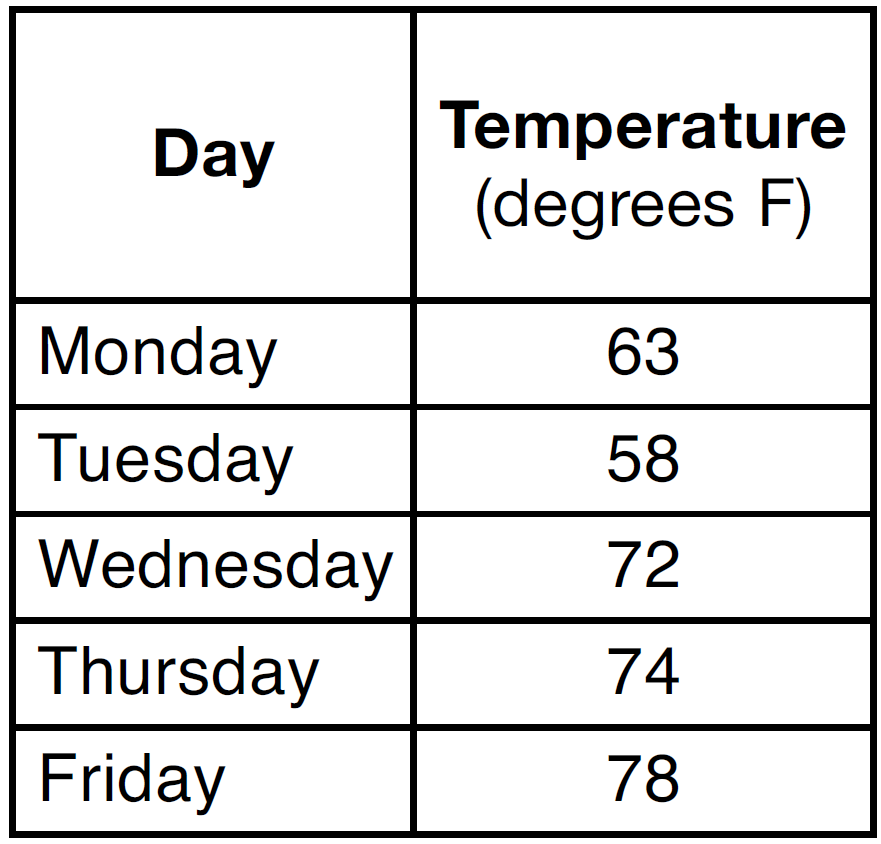 Day Temperature
(degrees F)
Monday 63
Tuesday 58
Wednesday 72
Thursday 74
Friday 78